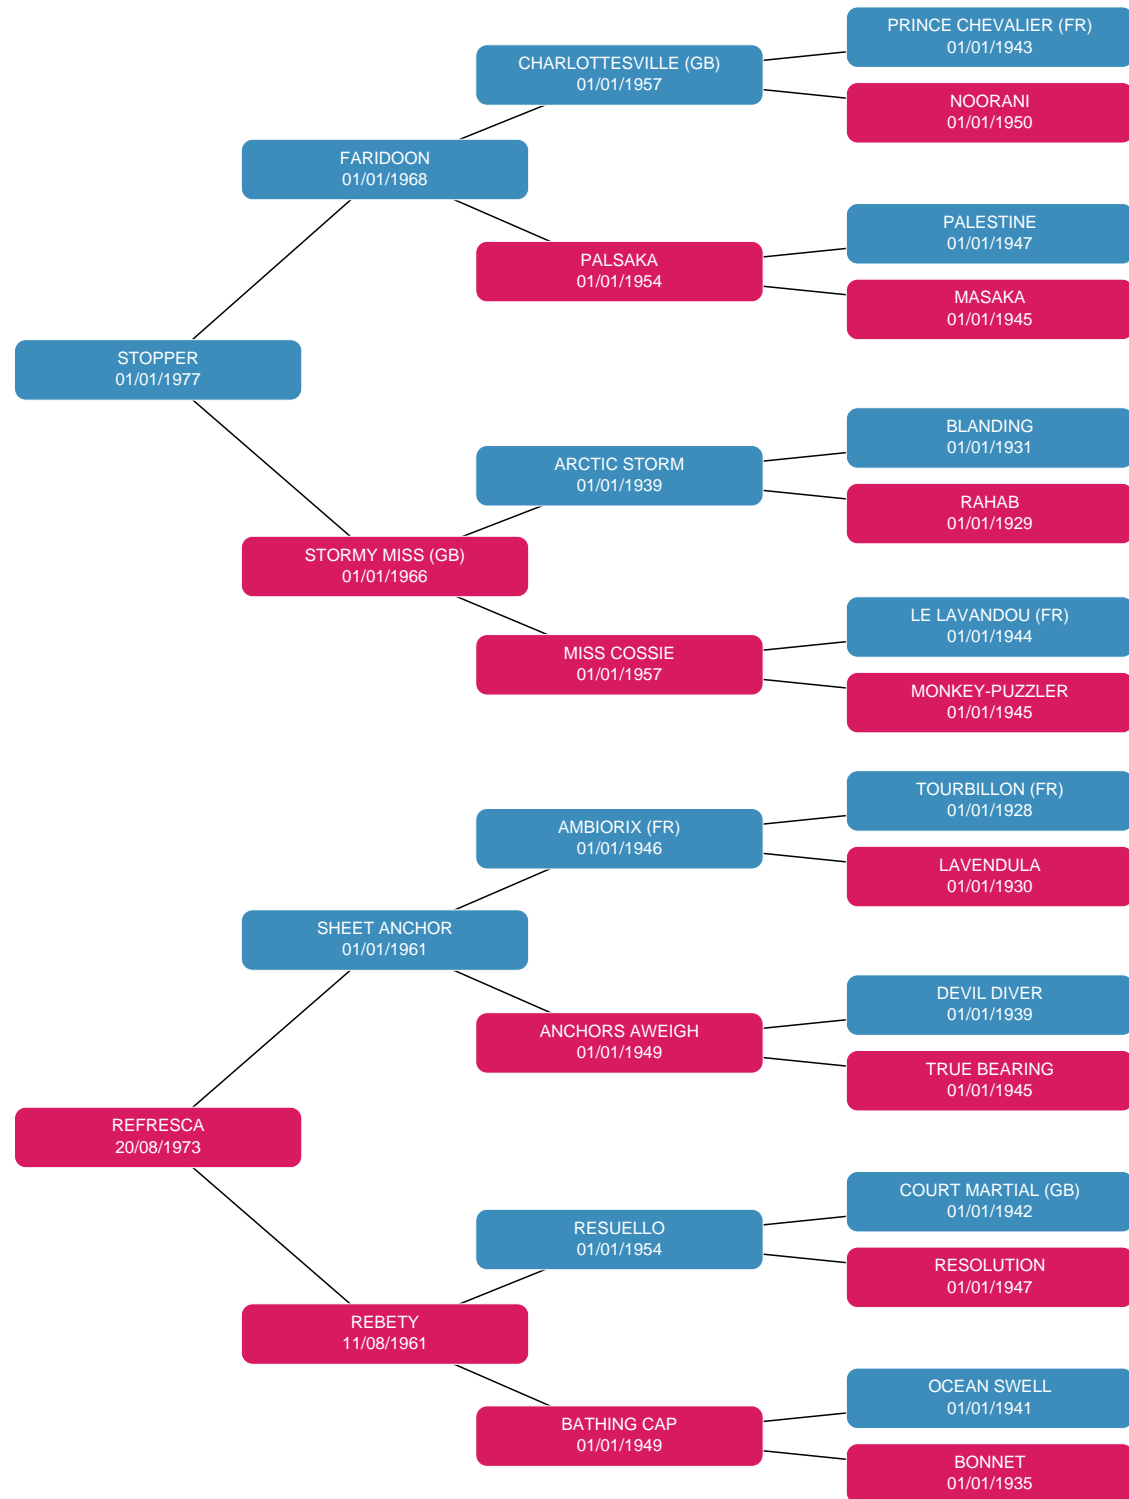 PRINCE CHEVALIER (FR)
01/01/1943
CHARLOTTESVILLE (GB)
01/01/1957
NOORANI
01/01/1950
FARIDOON
01/01/1968
PALESTINE
01/01/1947
PALSAKA
01/01/1954
MASAKA
01/01/1945
STOPPER
01/01/1977
BLANDING
01/01/1931
ARCTIC STORM
01/01/1939
RAHAB
01/01/1929
STORMY MISS (GB)
01/01/1966
LE LAVANDOU (FR)
01/01/1944
MISS COSSIE
01/01/1957
MONKEY-PUZZLER
01/01/1945
TOURBILLON (FR)
01/01/1928
AMBIORIX (FR)
01/01/1946
LAVENDULA
01/01/1930
SHEET ANCHOR
01/01/1961
DEVIL DIVER
01/01/1939
ANCHORS AWEIGH
01/01/1949
TRUE BEARING
01/01/1945
REFRESCA
20/08/1973
COURT MARTIAL (GB)
01/01/1942
RESUELLO
01/01/1954
RESOLUTION
01/01/1947
REBETY
11/08/1961
OCEAN SWELL
01/01/1941
BATHING CAP
01/01/1949
BONNET
01/01/1935